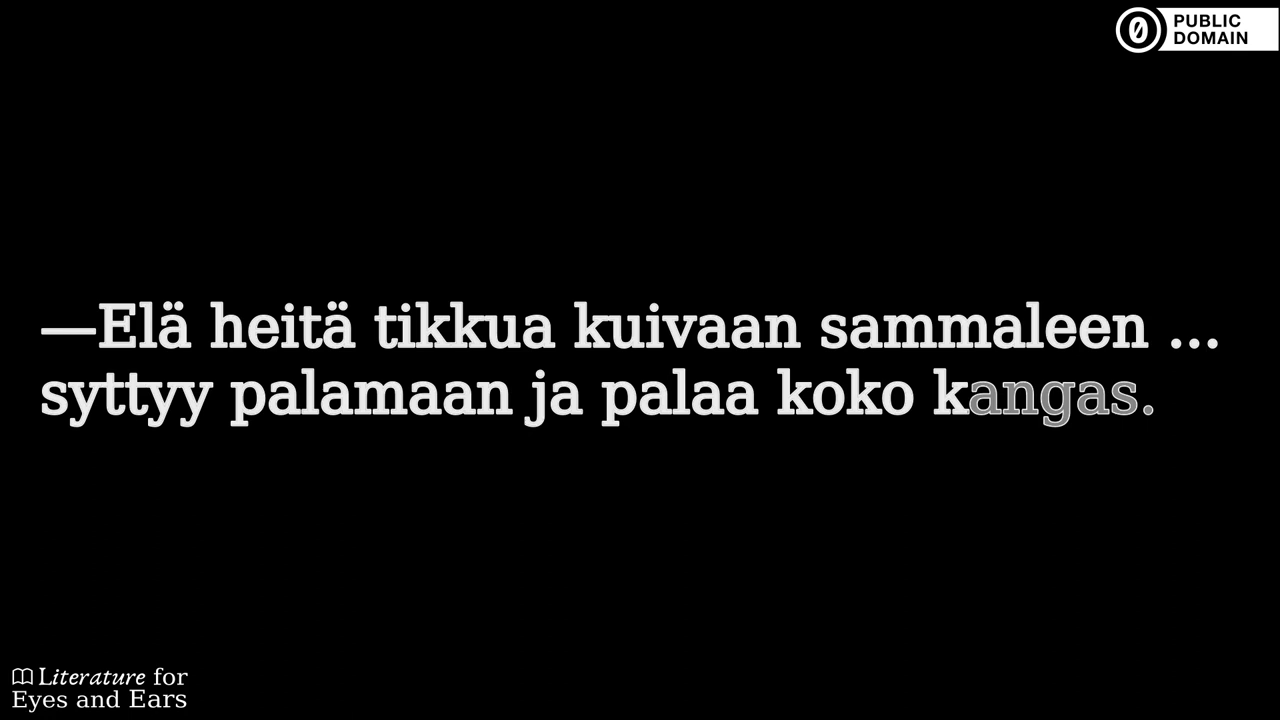 PUBLIC
DOMAIN
—Elä heitä tikkua kuivaan sammaleen …
syttyy palamaan ja palaa koko kangas.
Literature for
Eyes and Ears